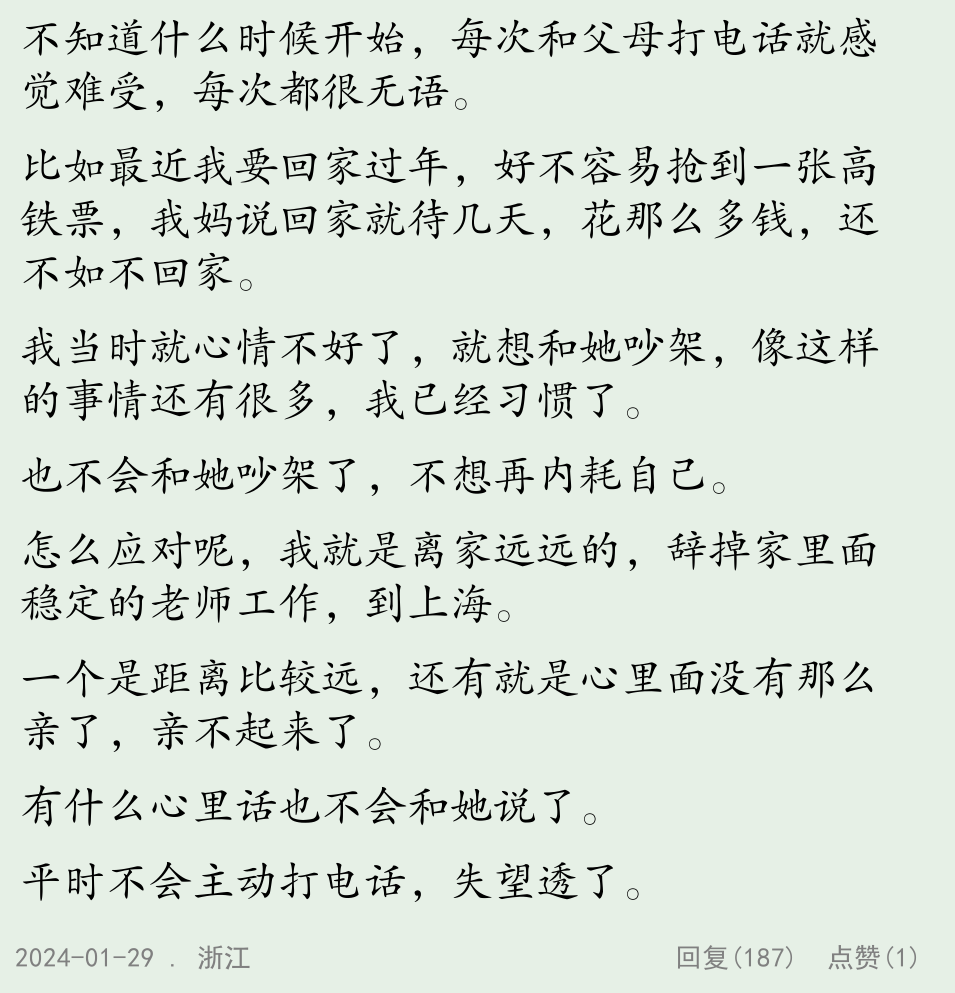 不知道什么时候开始，每次和父母打电话就感
觉难受，每次都很无语。
比如最近我要回家过年，好不容易抢到一张高
铁票，我妈说回家就待几天，花那么多钱，还
不如不回家。
我当时就心情不好了，就想和她吵架，像这样
的事情还有很多，我已经习惯了。
也不会和她吵架了，不想再内耗自己。
怎么应对呢，我就是离家远远的，辞掉家里面
稳定的老师工作，到上海。
一个是距离比较远，还有就是心里面没有那么
亲了，亲不起来了。
有什么心里话也不会和她说了。
平时不会主动打电话，失望透了。
2024-01-29 . 浙江 回复(187) 点赞(1)